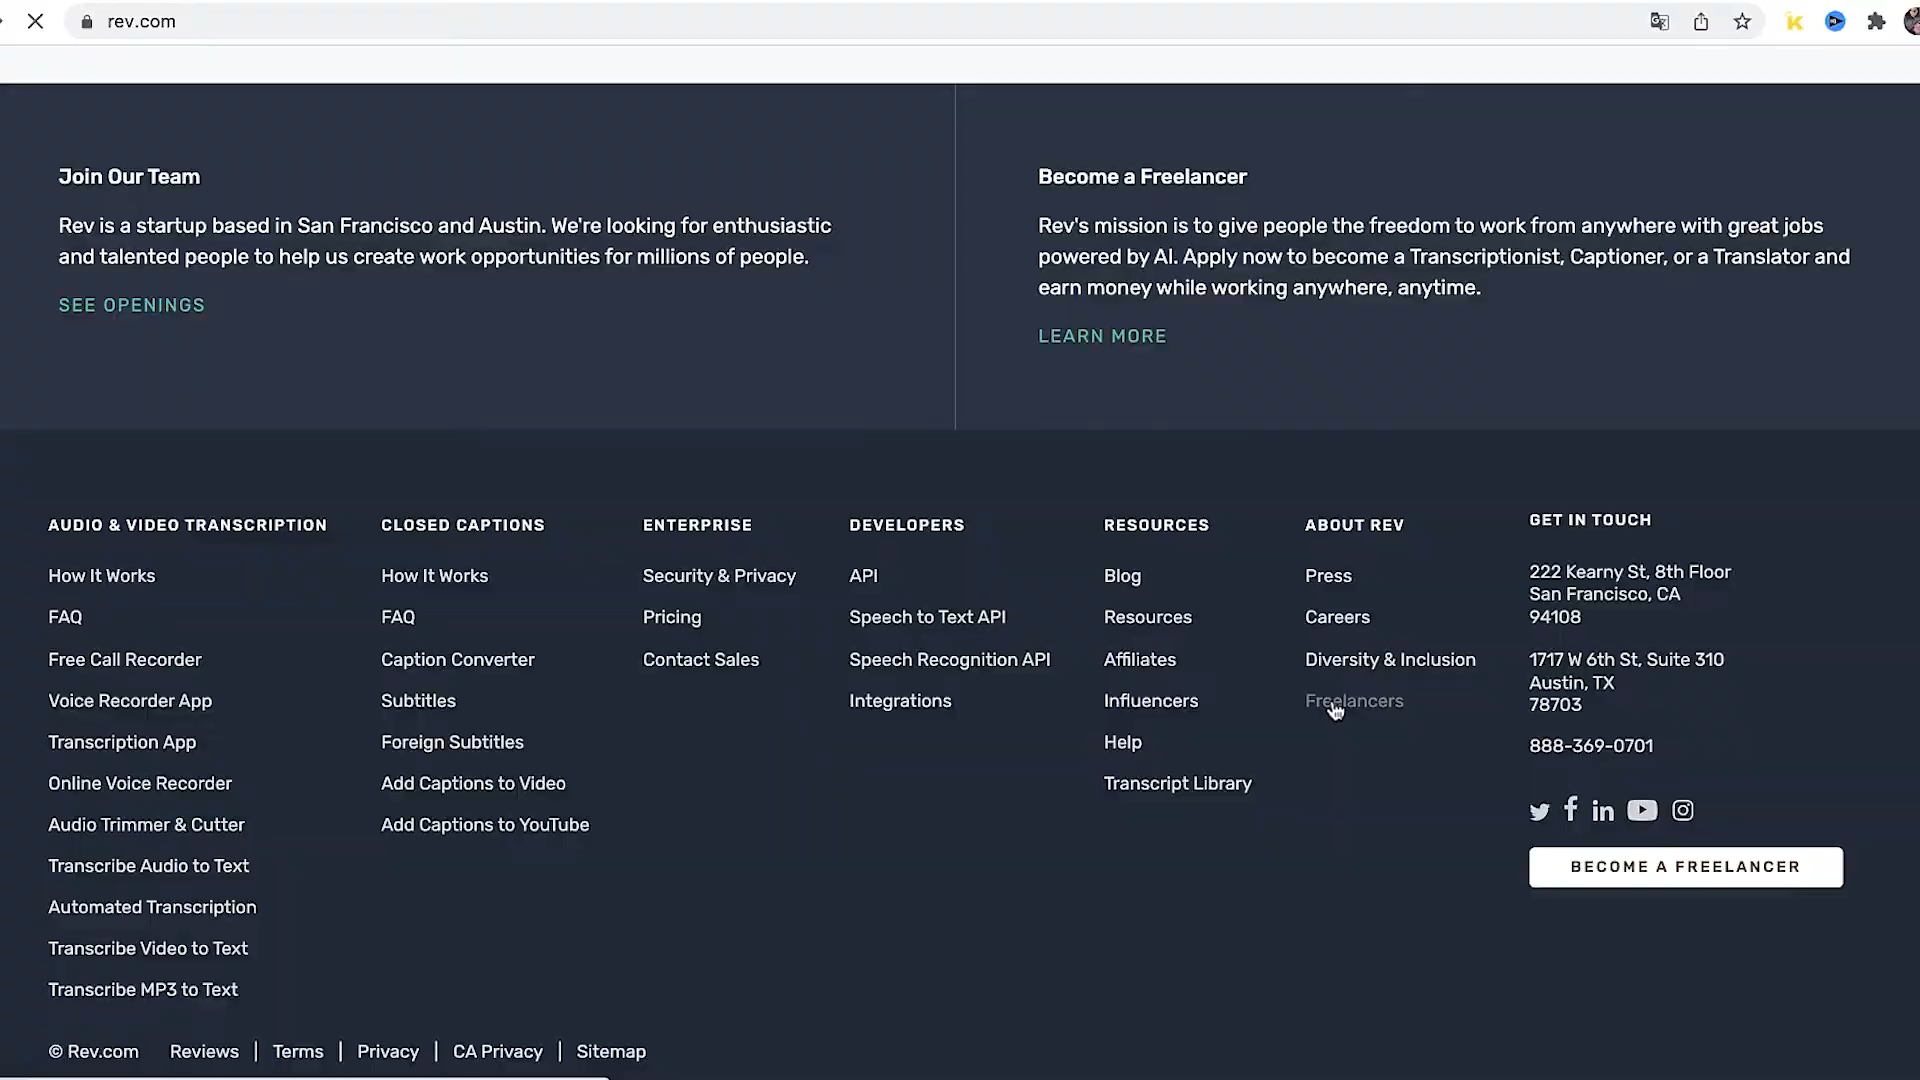 rev.com
Join Our Team
Rev is a startup based in San Francisco and Austin. We're looking for enthusiastic
and talented people to help us create work opportunities for millions of people.
SEE OPENINGS
Become a Freelancer
Rev's mission is to give people the freedom to work from anywhere with great jobs
powered by AI. Apply now to become a Transcriptionist, Captioner, or a Translator and
earn money while working anywhere, anytime.
LEARN MORE
AUDIO & VIDEO TRANSCRIPTION
How It Works
FAQ
Free Call Recorder
Voice Recorder App
Transcription App
Online Voice Recorder
Audio Trimmer & Cutter
Transcribe Audio to Text
Automated Transcription
Transcribe Video to Text
Transcribe MP3 to Text
CLOSED CAPTIONS
How It Works
FAQ
Caption Converter
Subtitles
Foreign Subtitles
Add Captions to Video
Add Captions to YouTube
ENTERPRISE
Security & Privacy
Pricing
Contact Sales
DEVELOPERS
API
Speech to Text API
Speech Recognition API
Integrations
RESOURCES
Blog
Resources
Affiliates
Influencers
Help
Transcript Library
ABOUT REV
Press
Careers
Diversity & Inclusion
Freelancers
GET IN TOUCH
222 Kearny St, 8th Floor
San Francisco, CA
94108
1717 W 6th St, Suite 310
Austin, TX
78703
888-369-0701
BECOME A FREELANCER
© Rev.com Reviews | Terms | Privacy | CA Privacy | Sitemap